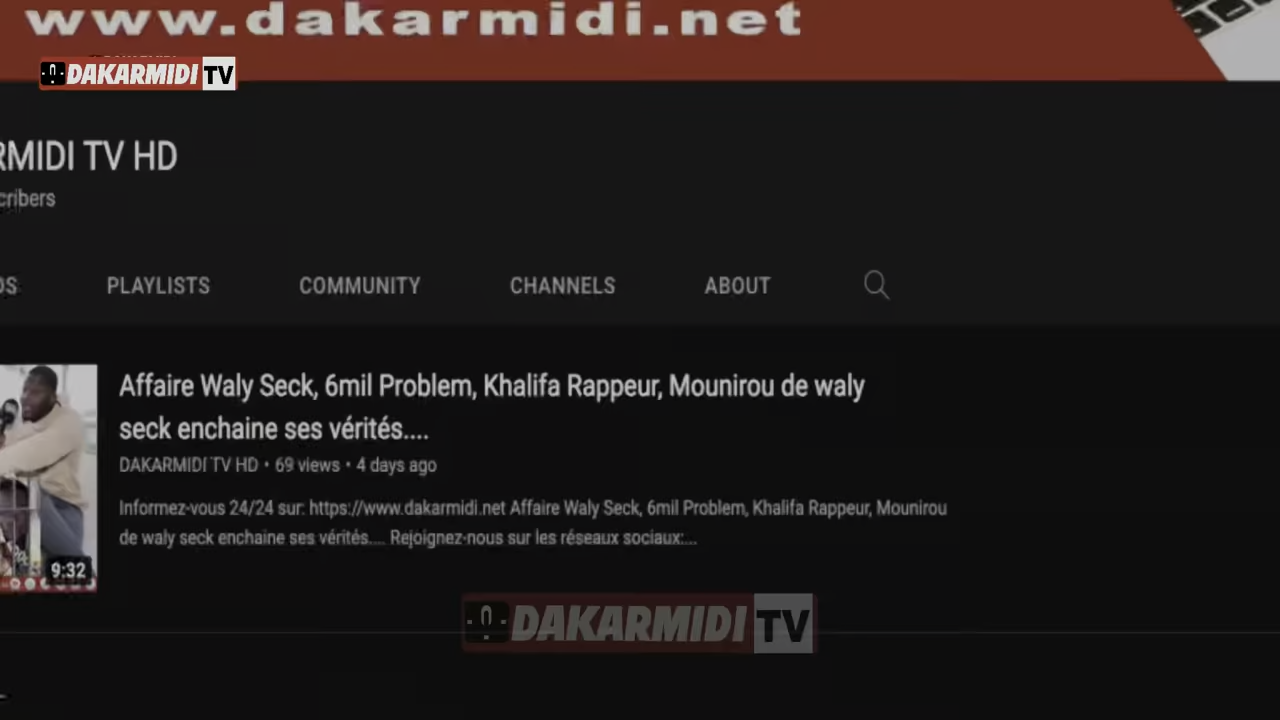 www.dakarmidi.net
DAKARMIDI TV
RMIDI TV HD
cribers
OS PLAYLISTS COMMUNITY CHANNELS ABOUT
Affaire Waly Seck, 6mil Problem, Khalifa Rappeur, Mounirou de waly
seck enchaine ses vérités....
DAKARMIDI TV HD • 69 views • 4 days ago
Informez-vous 24/24 sur: https://www.dakarmidi.net Affaire Waly Seck, 6mil Problem, Khalifa Rappeur, Mounirou
de waly seck enchaine ses vérités.... Rejoignez-nous sur les réseaux sociaux:...
9:32
DAKARMIDI TV